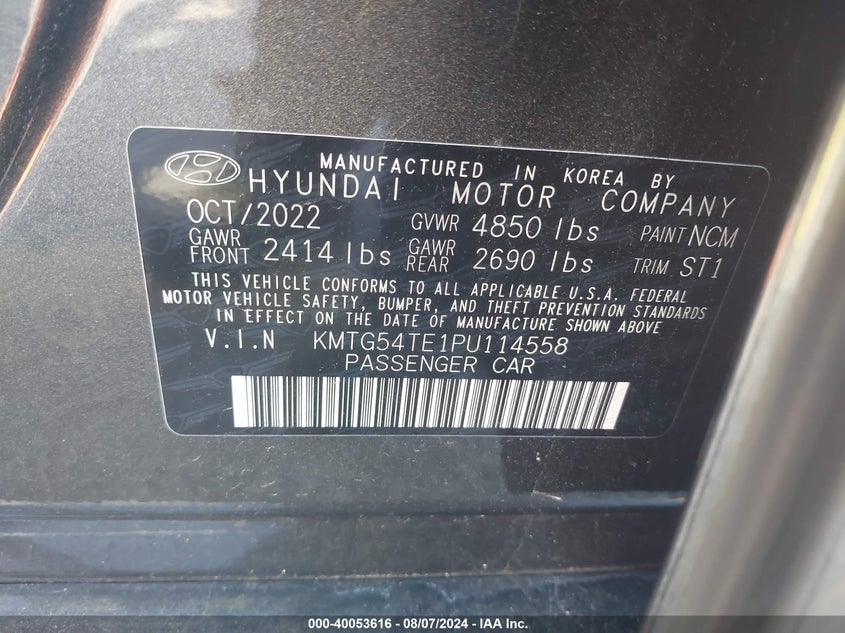 MANUFACTURED IN KOREA BY
HYUNDAI MOTOR COMPANY
OCT/2022 GVWR 4850 lbs PAINT NCM
GAWR FRONT 2414 lbs GAWR REAR 2690 lbs TRIM ST1
THIS VEHICLE CONFORMS TO ALL APPLICABLE U.S.A. FEDERAL
MOTOR VEHICLE SAFETY, BUMPER, AND THEFT PREVENTION STANDARDS
IN EFFECT ON THE DATE OF MANUFACTURE SHOWN ABOVE
V.I.N KMTG54TE1PU114558
PASSENGER CAR
000-40053616 - 08/07/2024 - IAA Inc.